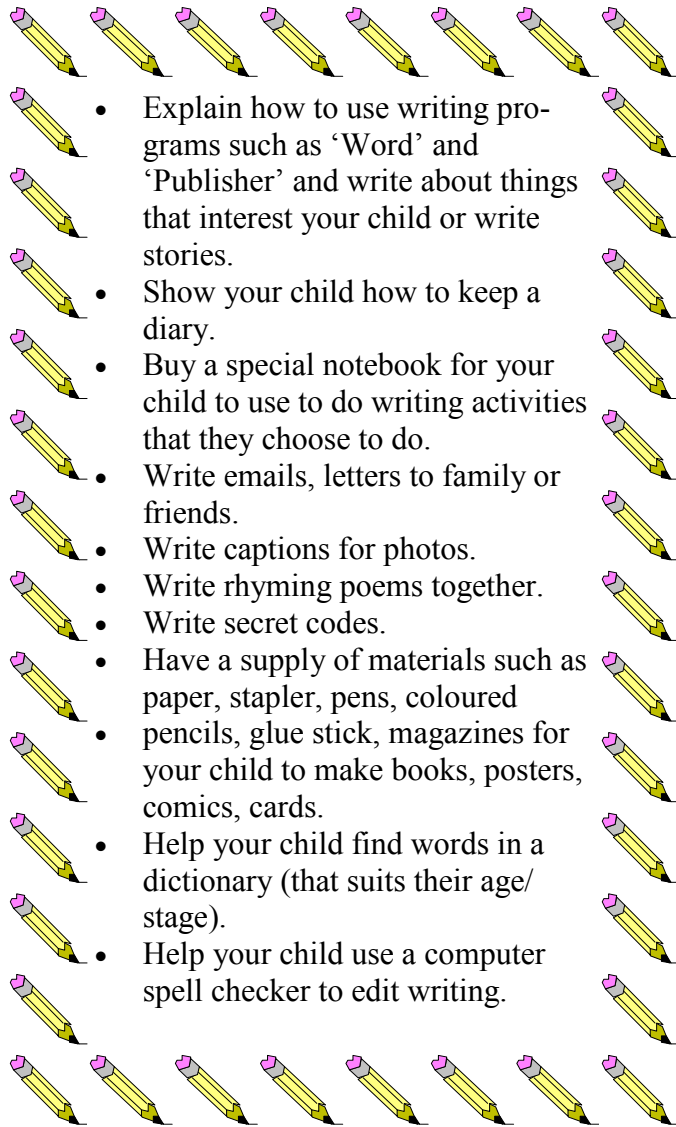 • Explain how to use writing pro-
grams such as ‘Word’ and
‘Publisher’ and write about things
that interest your child or write
stories.
• Show your child how to keep a
diary.
• Buy a special notebook for your
child to use to do writing activities
that they choose to do.
• Write emails, letters to family or
friends.
• Write captions for photos.
• Write rhyming poems together.
• Write secret codes.
• Have a supply of materials such as
paper, stapler, pens, coloured
• pencils, glue stick, magazines for
your child to make books, posters,
comics, cards.
• Help your child find words in a
dictionary (that suits their age/
stage).
• Help your child use a computer
spell checker to edit writing.